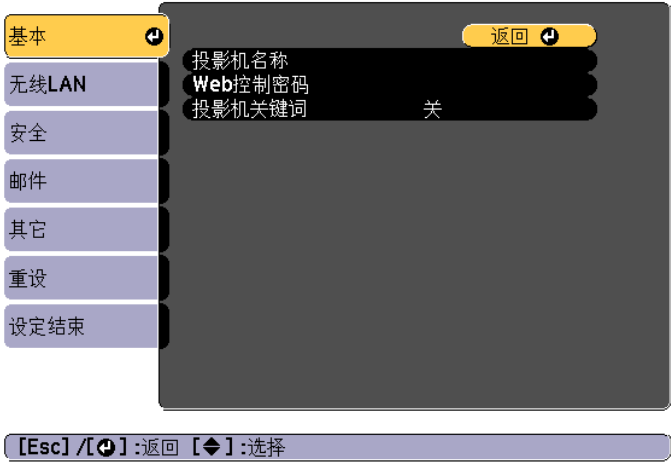 基本
返回
投影机名称
无线LAN
Web控制密码
投影机关键词 关
安全
邮件
其它
重设
设定结束
[Esc] /[ ] :返回 [ ] :选择